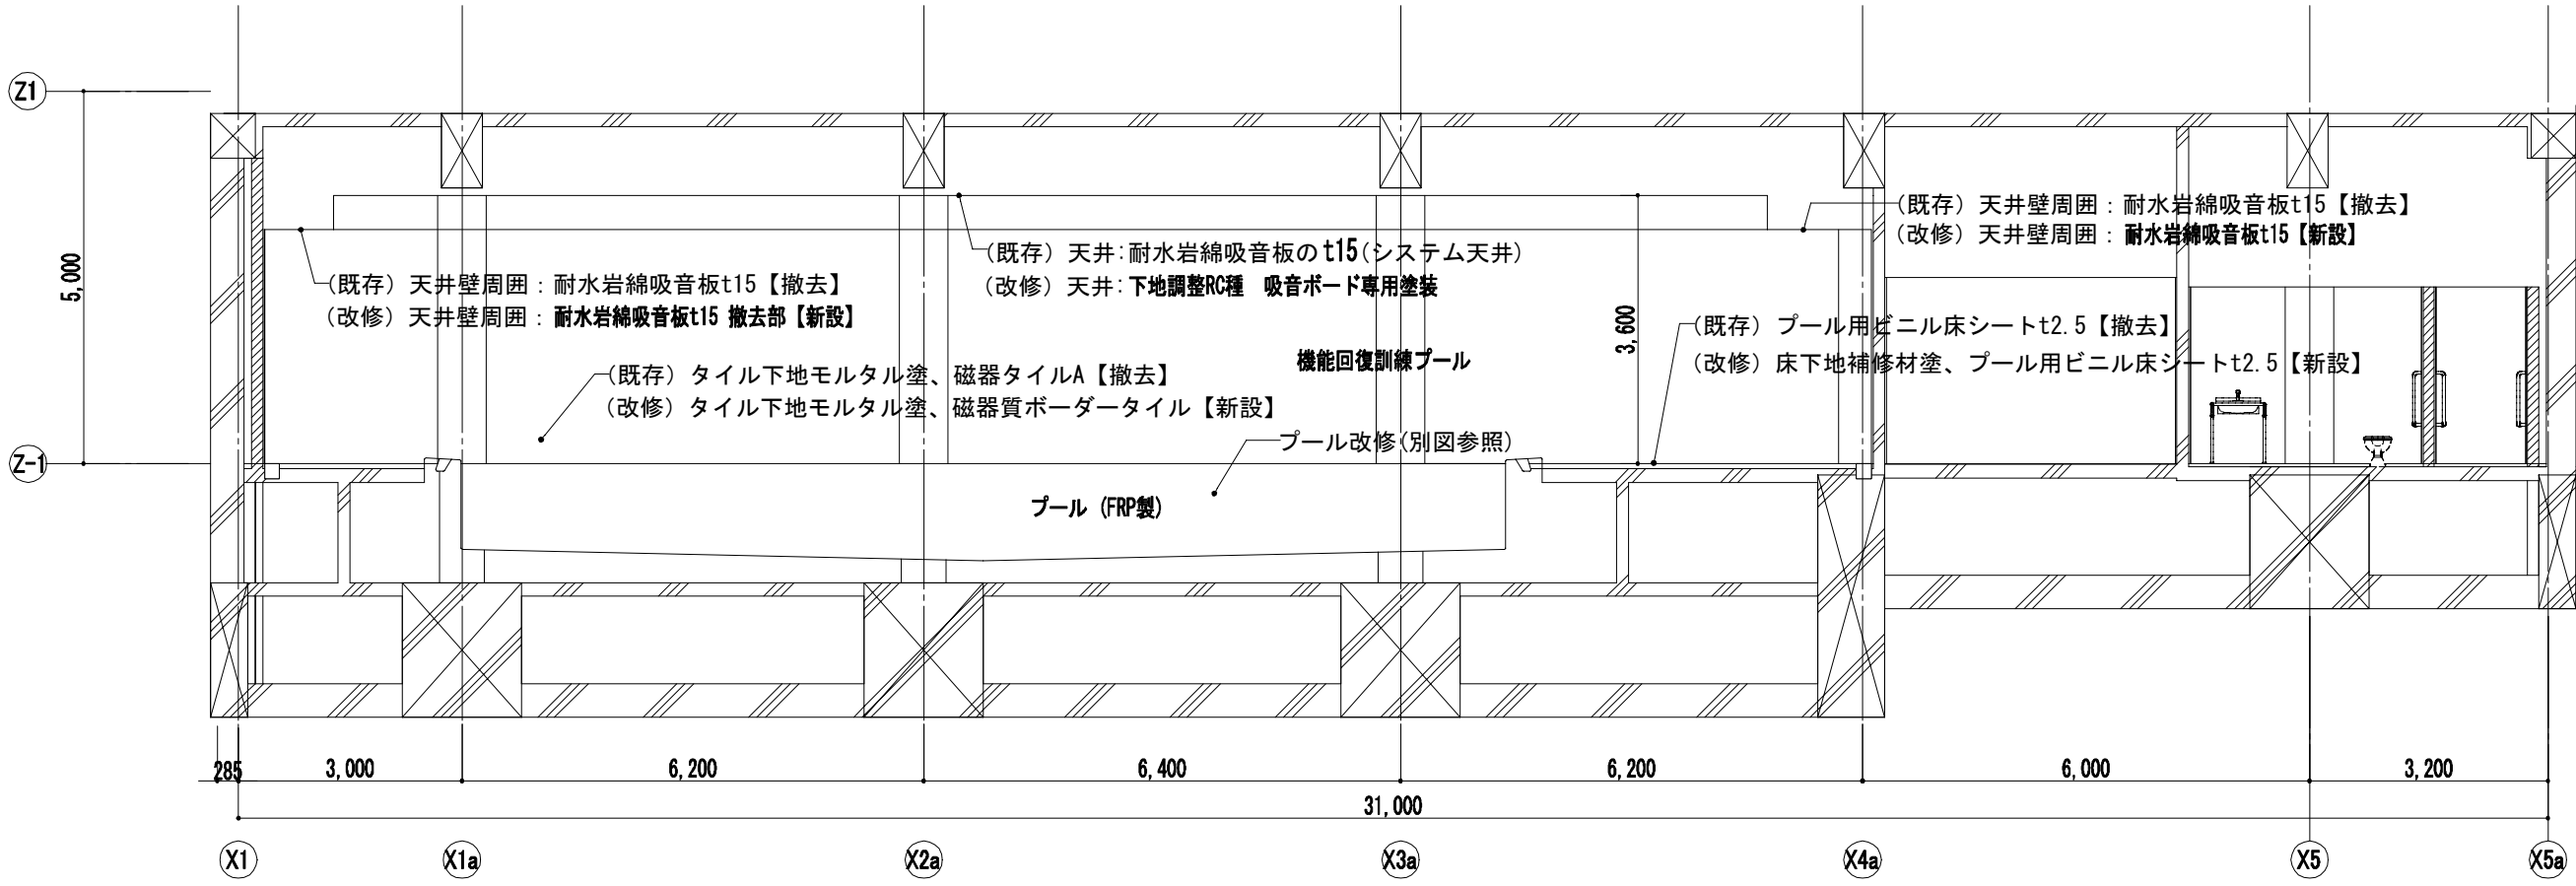 Z1
5,000
Z-1
(既存) 天井壁周囲：耐水岩綿吸音板t15【撤去】
(改修) 天井壁周囲：耐水岩綿吸音板t15 撤去部【新設】
(既存) 天井:耐水岩綿吸音板のt15(システム天井)
(改修) 天井:下地調整RC種　吸音ボード専用塗装
(既存) 天井壁周囲：耐水岩綿吸音板t15【撤去】
(改修) 天井壁周囲：耐水岩綿吸音板t15【新設】
3,600
(既存) プール用ビニル床シートt2.5【撤去】
(改修) 床下地補修材塗、プール用ビニル床シートt2.5【新設】
機能回復訓練プール
(既存) タイル下地モルタル塗、磁器タイルA【撤去】
(改修) タイル下地モルタル塗、磁器質ボーダータイル【新設】
プール改修(別図参照)
プール (FRP製)
285
3,000
6,200
6,400
6,200
6,000
3,200
31,000
X1
X1a
X2a
X3a
X4a
X5
X5a